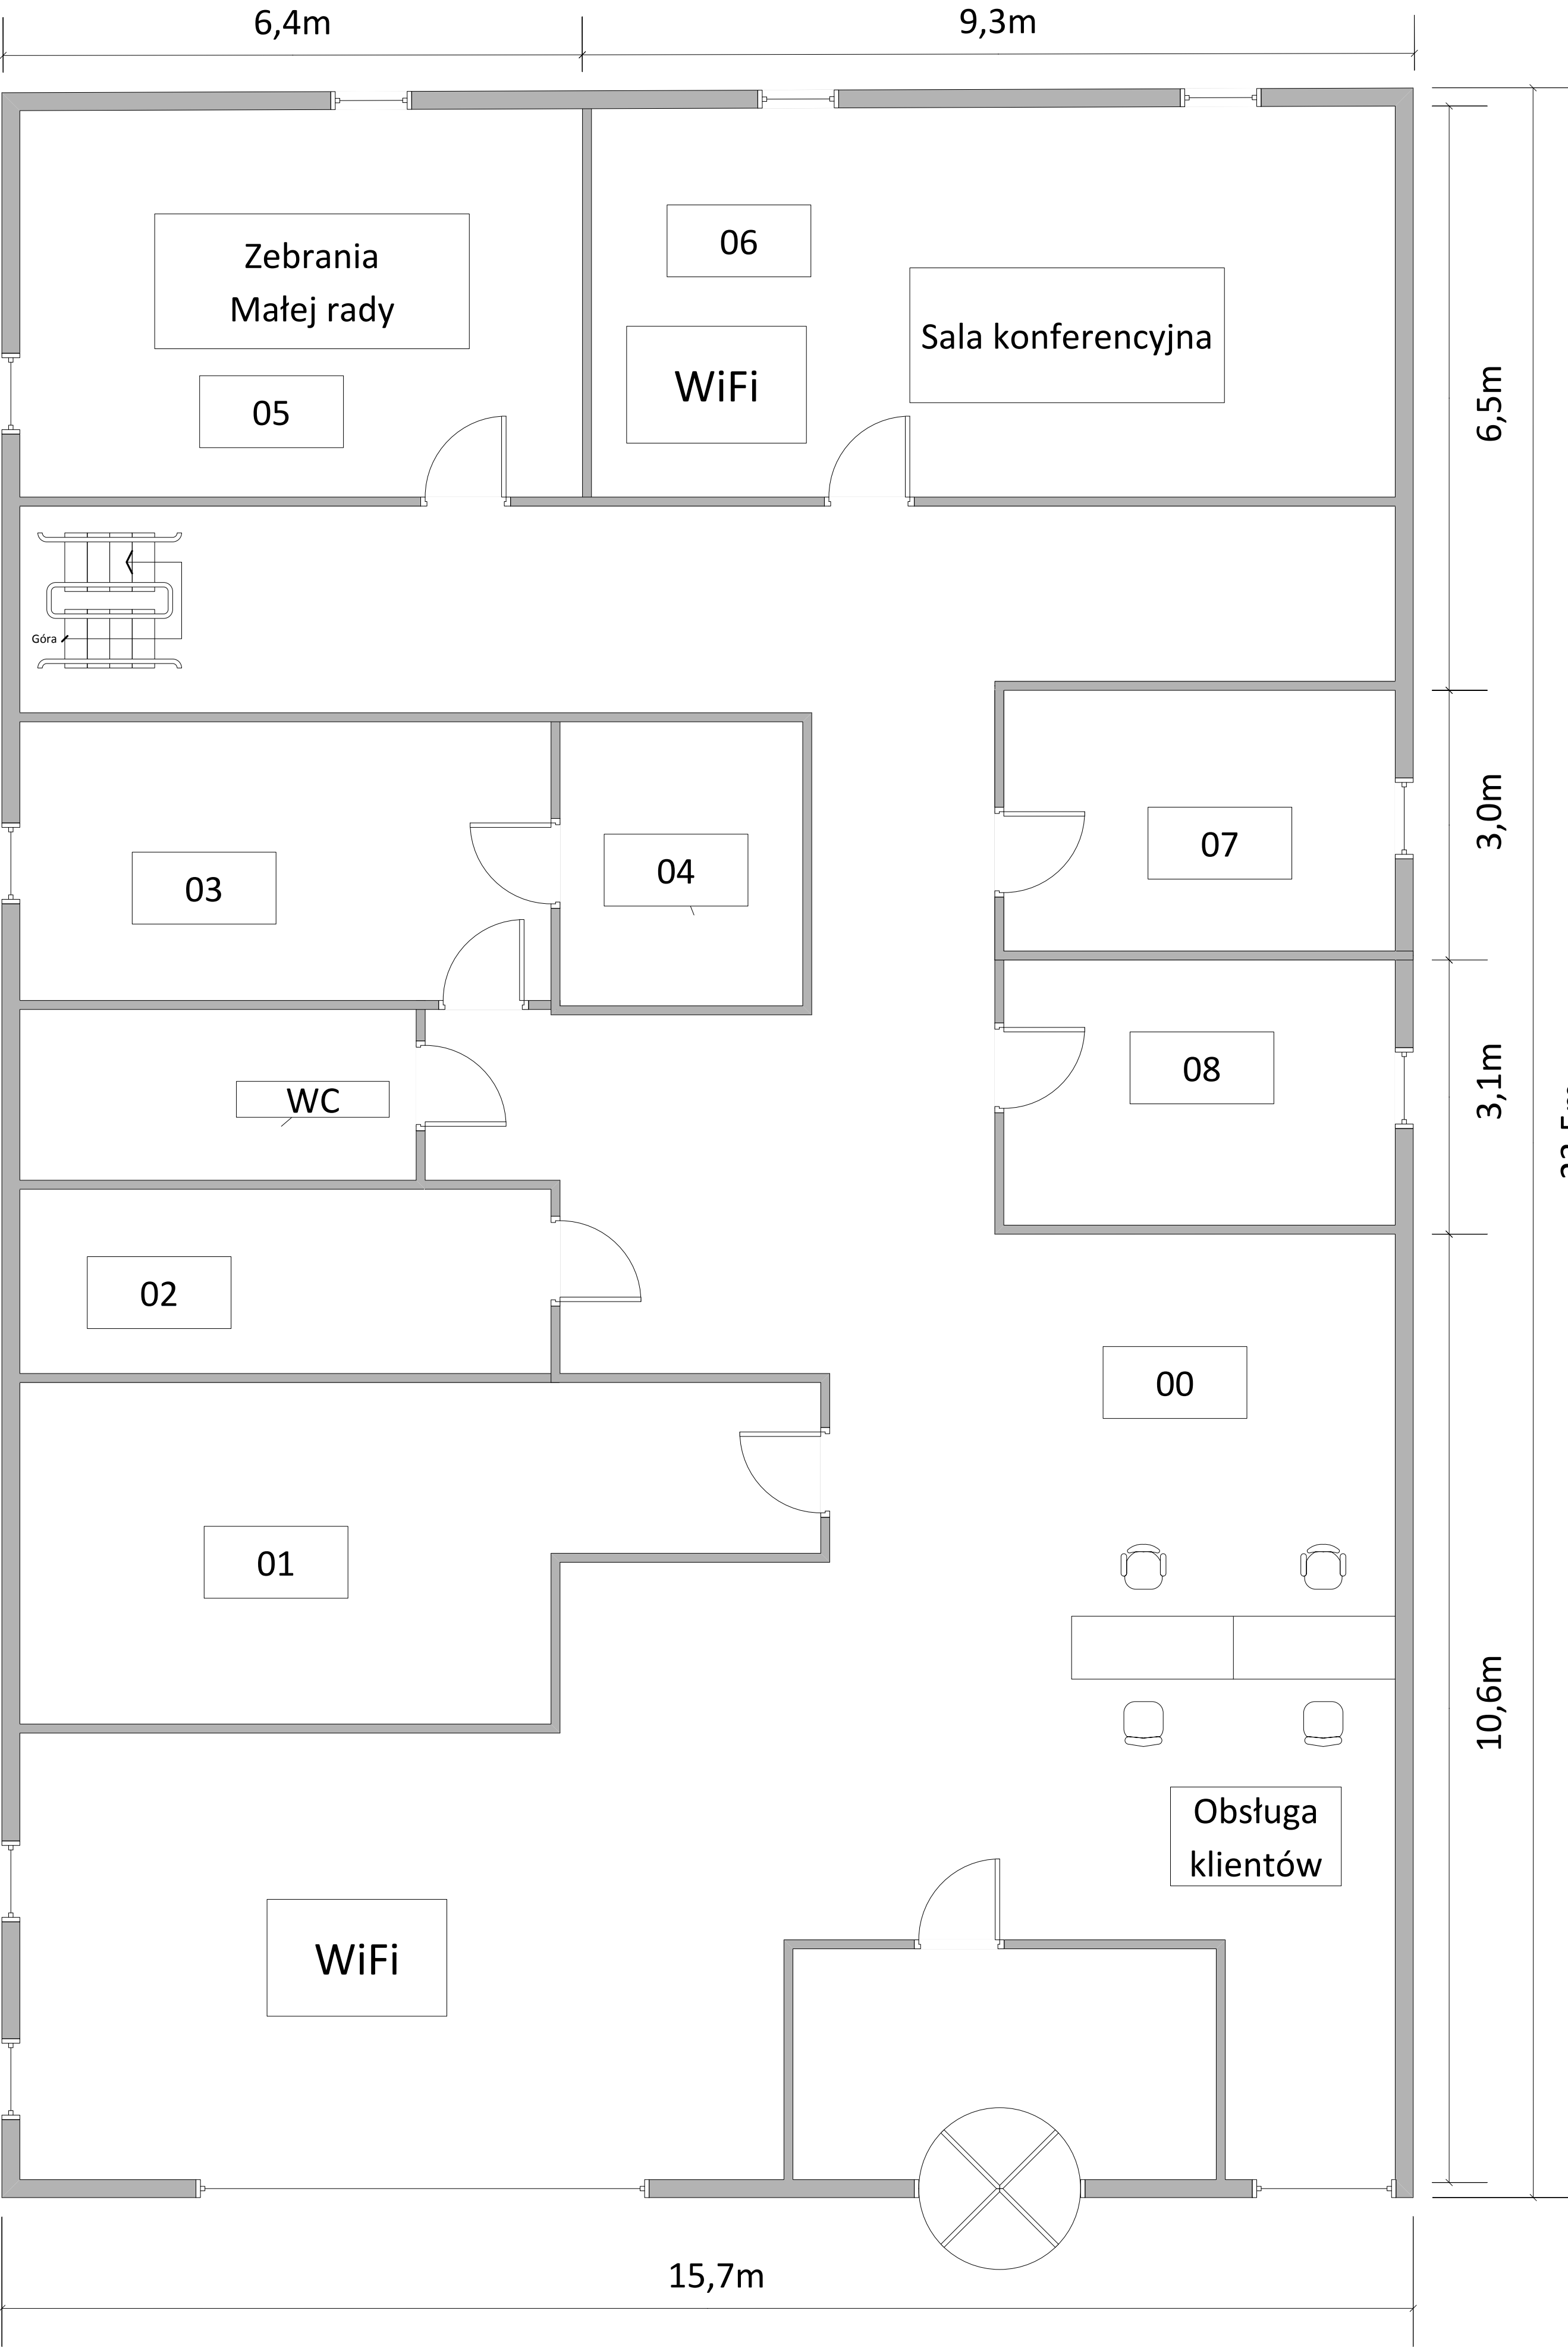 6,4m
9,3m
Zebrania
Małej rady
05
06
WiFi
Sala konferencyjna
6,5m
Góra
03
04
07
3,0m
WC
08
3,1m
02
00
01
10,6m
Obsługa
klientów
WiFi
15,7m